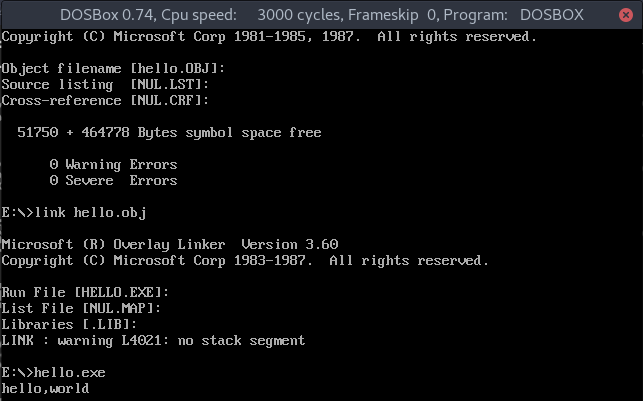 DOSBox 0.74, Cpu speed:    3000 cycles, Frameskip  0, Program:   DOSBOX
Copyright (C) Microsoft Corp 1981-1985, 1987.  All rights reserved.
Object filename [hello.OBJ]:
Source listing  [NUL.LST]:
Cross-reference [NUL.CRF]:
  51750 + 464778 Bytes symbol space free
      0 Warning Errors
      0 Severe  Errors
E:\>link hello.obj
Microsoft (R) Overlay Linker  Version 3.60
Copyright (C) Microsoft Corp 1983-1987.  All rights reserved.
Run File [HELLO.EXE]:
List File [NUL.MAP]:
Libraries [.LIB]:
LINK : warning L4021: no stack segment
E:\>hello.exe
hello,world